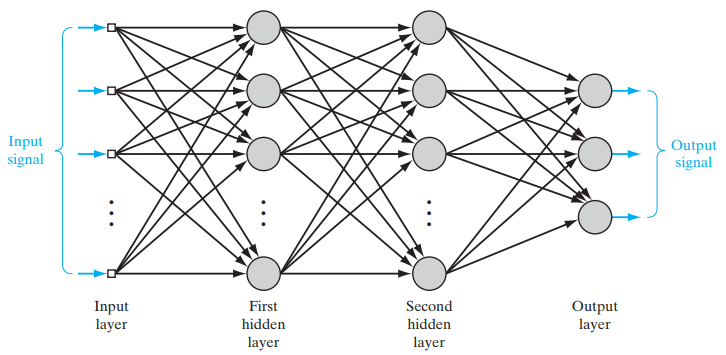 Input
signal
Output
signal
Input
layer
First
hidden
layer
Second
hidden
layer
Output
layer